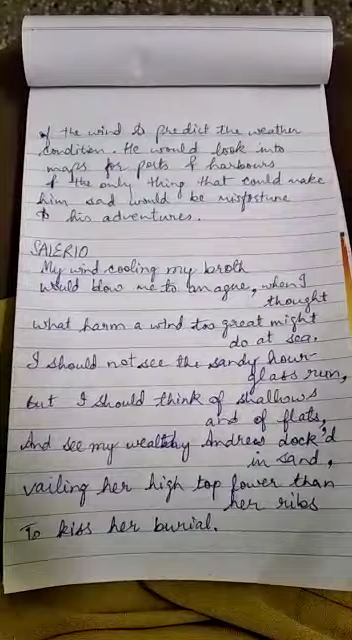 of the wind to predict the weather
condition. He would look into
maps for ports & harbours
& the only thing that could make
him sad would be misfortune
to his adventures.
SALERIO
My wind cooling my broth
Would blow me to an ague, when I
thought
what harm a wind too great might
do at sea.
I should not see the sandy hour-
glass run,
but I should think of shallows
and of flats,
And see my wealthy Andrew dock'd
in sand,
vailing her high top lower than
her ribs
To kiss her burial.